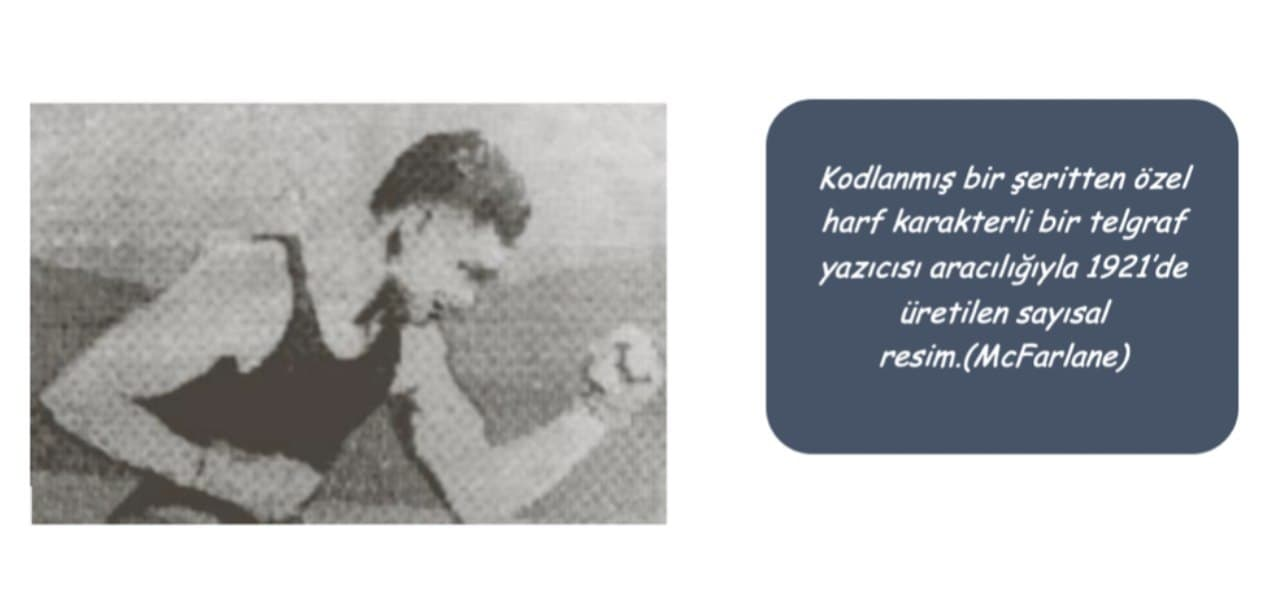 Kodlanmış bir şeritten özel
harf karakterli bir telgraf
yazıcısı aracılığıyla 1921'de
üretilen sayısal
resim.(McFarlane)